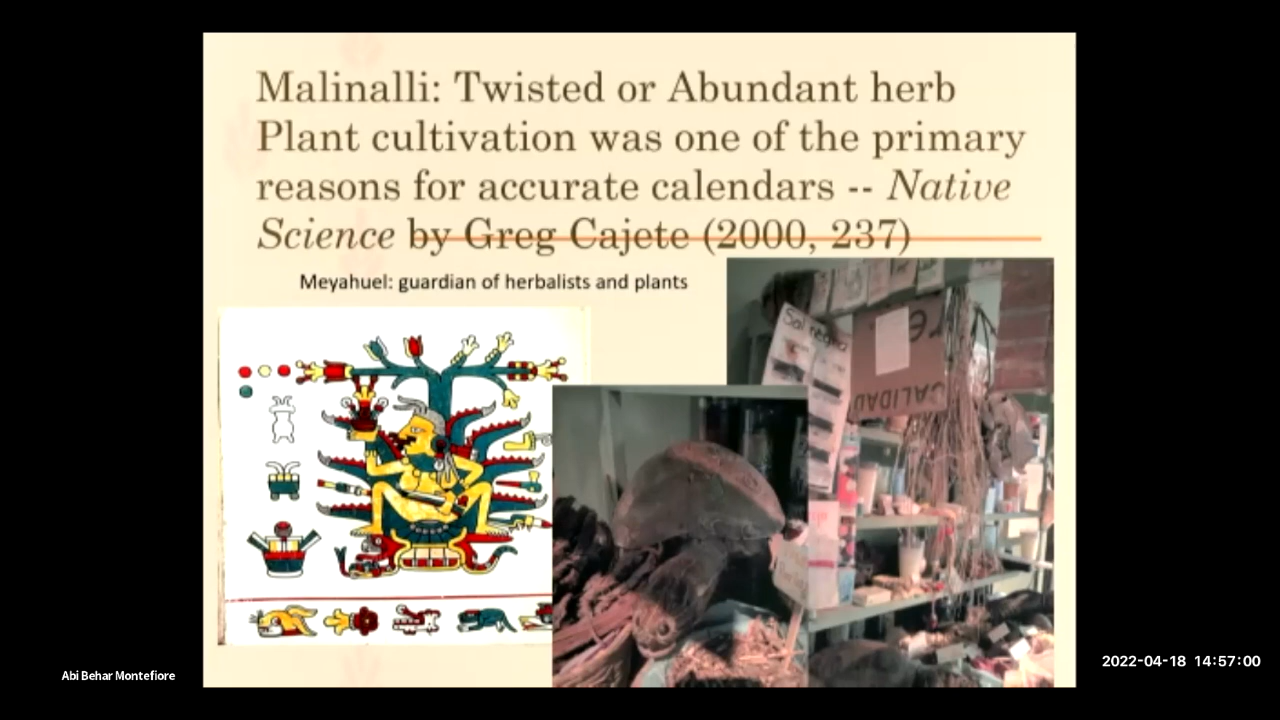 Malinalli: Twisted or Abundant herb
Plant cultivation was one of the primary
reasons for accurate calendars -- Native
Science by Greg Cajete (2000, 237)
Meyahuel: guardian of herbalists and plants
CALIDAD
Abi Behar Montefiore
2022-04-18 14:57:00